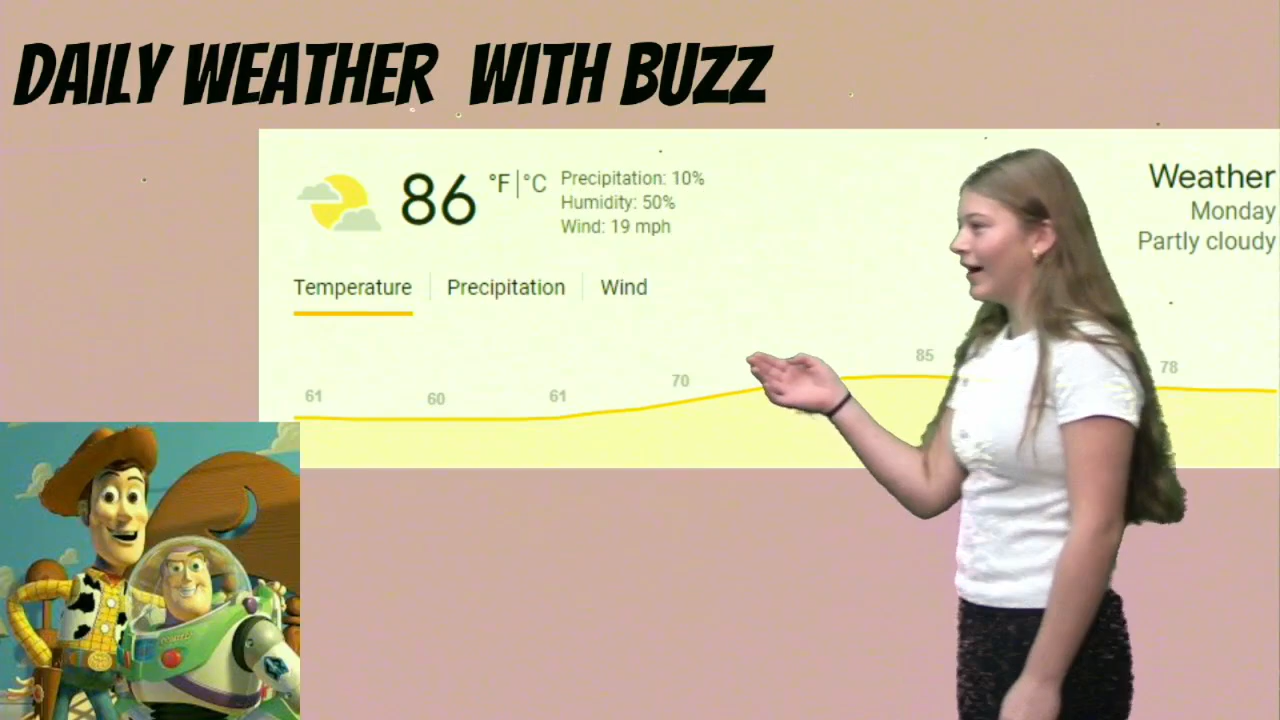 DAILY WEATHER WITH BUZZ
86 °F | °C
Precipitation: 10%
Humidity: 50%
Wind: 19 mph
Weather
Monday
Partly cloudy
Temperature
Precipitation
Wind
61
60
61
70
85
78